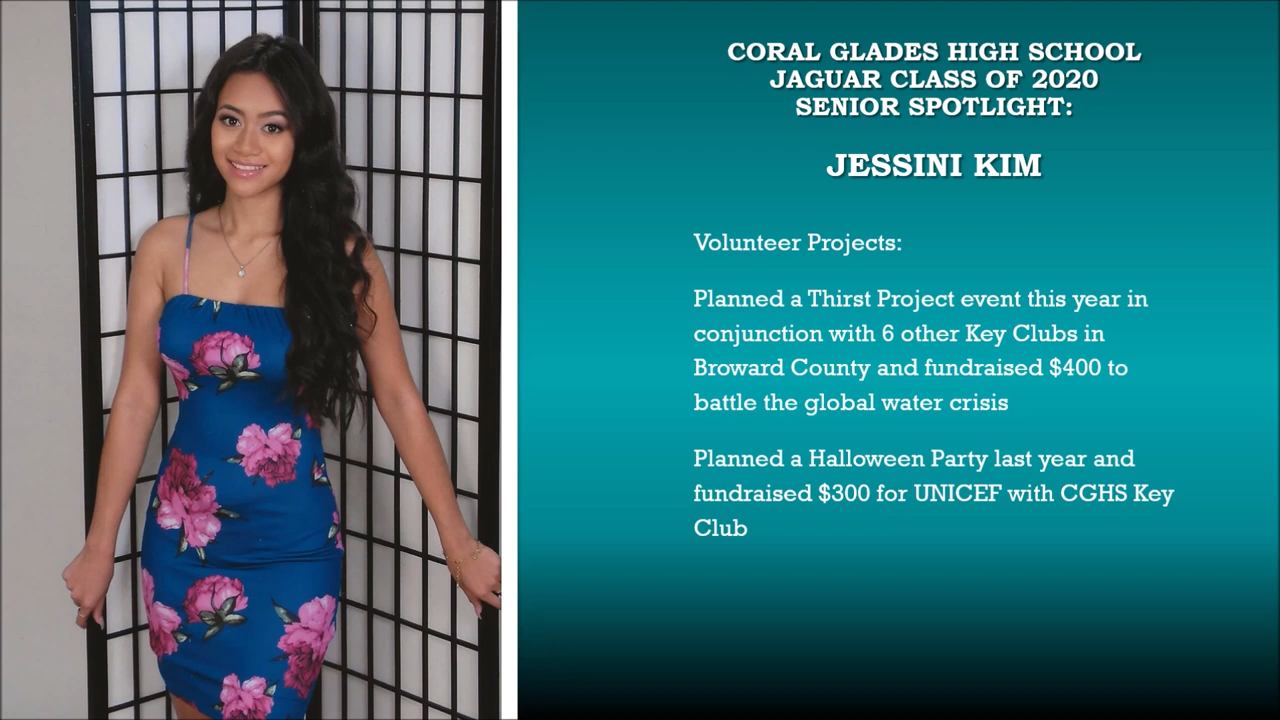 CORAL GLADES HIGH SCHOOL
JAGUAR CLASS OF 2020
SENIOR SPOTLIGHT:
JESSINI KIM
Volunteer Projects:
Planned a Thirst Project event this year in
conjunction with 6 other Key Clubs in
Broward County and fundraised $400 to
battle the global water crisis
Planned a Halloween Party last year and
fundraised $300 for UNICEF with CGHS Key
Club